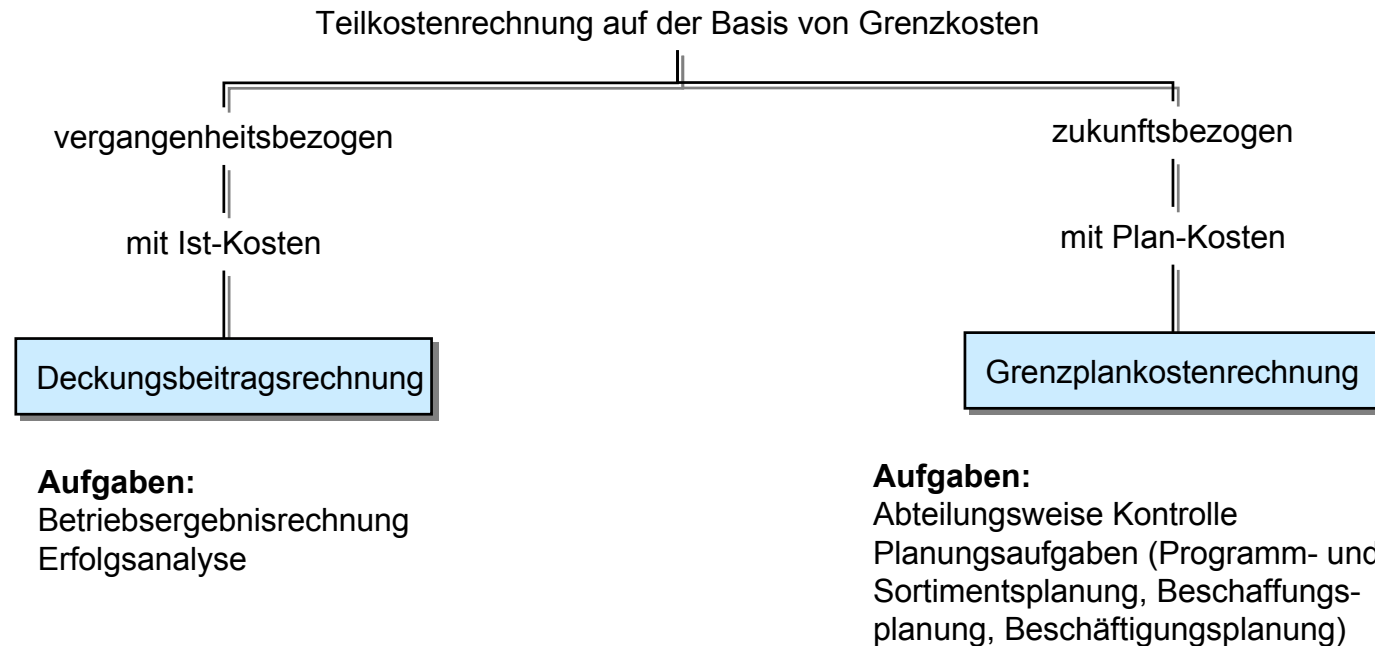 Teilkostenrechnung auf der Basis von Grenzkosten
vergangenheitsbezogen
mit Ist-Kosten
Deckungsbeitragsrechnung
Aufgaben:
Betriebsergebnisrechnung
Erfolgsanalyse
zukunftsbezogen
mit Plan-Kosten
Grenzplankostenrechnung
Aufgaben:
Abteilungsweise Kontrolle
Planungsaufgaben (Programm- und
Sortimentsplanung, Beschaffungs-
planung, Beschäftigungsplanung)